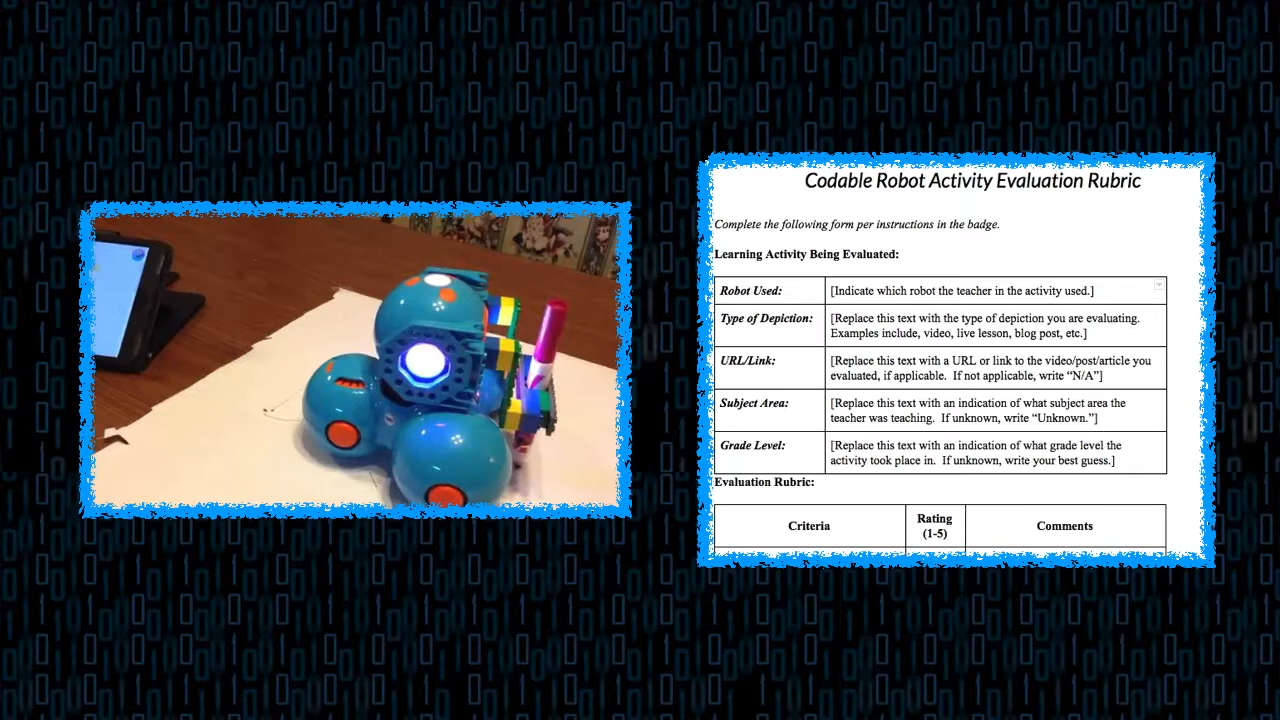 Codable Robot Activity Evaluation Rubric
Complete the following form per instructions in the badge.
Learning Activity Being Evaluated:
Robot Used: [Indicate which robot the teacher in the activity used.]
Type of Depiction: [Replace this text with the type of depiction you are evaluating.
Examples include, video, live lesson, blog post, etc.]
URL/Link: [Replace this text with a URL or link to the video/post/article you
evaluated, if applicable. If not applicable, write “N/A”]
Subject Area: [Replace this text with an indication of what subject area the
teacher was teaching. If unknown, write “Unknown.”]
Grade Level: [Replace this text with an indication of what grade level the
activity took place in. If unknown, write your best guess.]
Evaluation Rubric:
Criteria Rating Comments
(1-5)